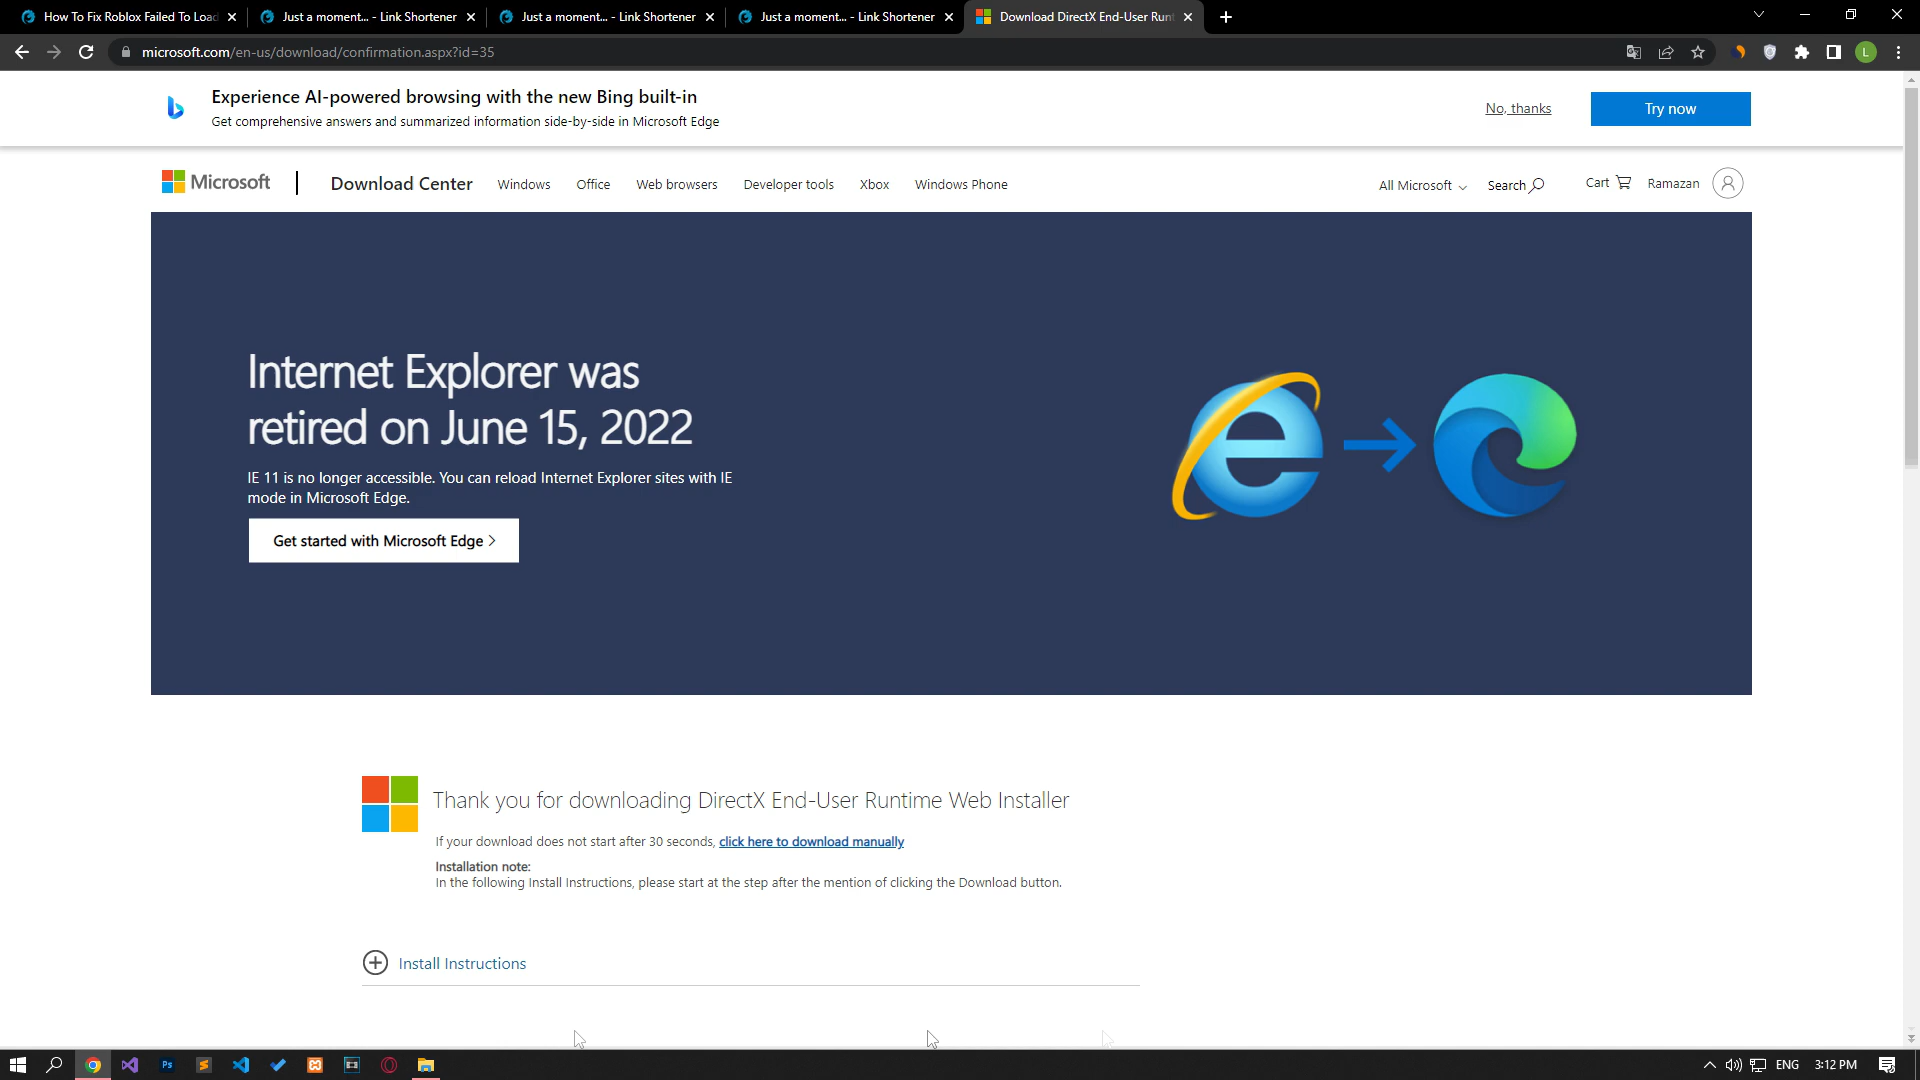 How To Fix Roblox Failed To Load
Just a moment... - Link Shortener
Just a moment... - Link Shortener
Just a moment... - Link Shortener
Download DirectX End-User Runt
microsoft.com/en-us/download/confirmation.aspx?id=35
L
Experience AI-powered browsing with the new Bing built-in
Get comprehensive answers and summarized information side-by-side in Microsoft Edge
No, thanks
Try now
Microsoft
Download Center
Windows
Office
Web browsers
Developer tools
Xbox
Windows Phone
All Microsoft
Search
Cart
Ramazan
Internet Explorer was
retired on June 15, 2022
IE 11 is no longer accessible. You can reload Internet Explorer sites with IE
mode in Microsoft Edge.
Get started with Microsoft Edge >
Thank you for downloading DirectX End-User Runtime Web Installer
If your download does not start after 30 seconds, click here to download manually
Installation note:
In the following Install Instructions, please start at the step after the mention of clicking the Download button.
Install Instructions
Ps
ENG
3:12 PM